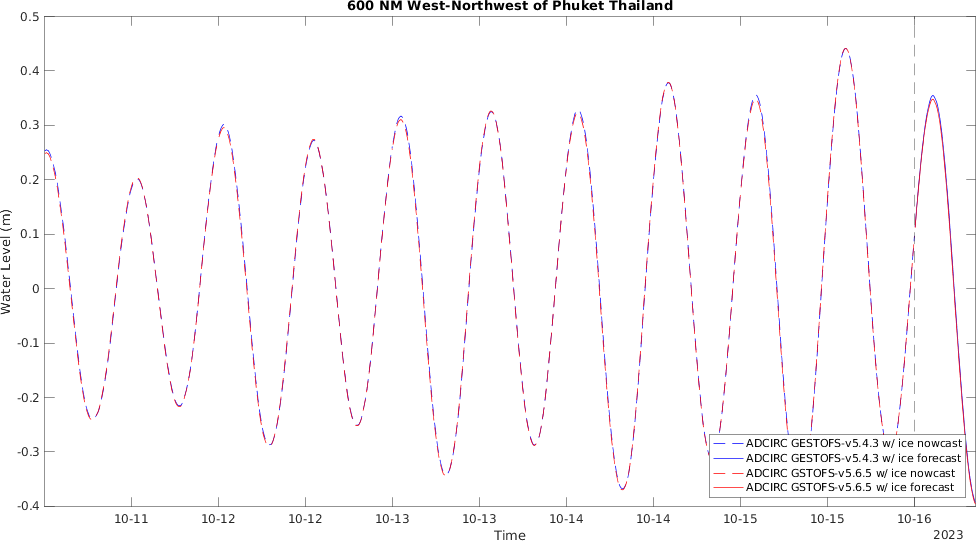 600 NM West-Northwest of Phuket Thailand
0.5
0.4
0.3
0.2
0.1
0
-0.1
-0.2
-0.3
-0.4
Water Level (m)
ADCIRC GESTOFS-v5.4.3 w/ ice nowcast
ADCIRC GESTOFS-v5.4.3 w/ ice forecast
ADCIRC GSTOFS-v5.6.5 w/ ice nowcast
ADCIRC GSTOFS-v5.6.5 w/ ice forecast
10-11 10-12 10-12 10-13 10-13 10-14 10-14 10-15 10-15 10-16
Time
2023